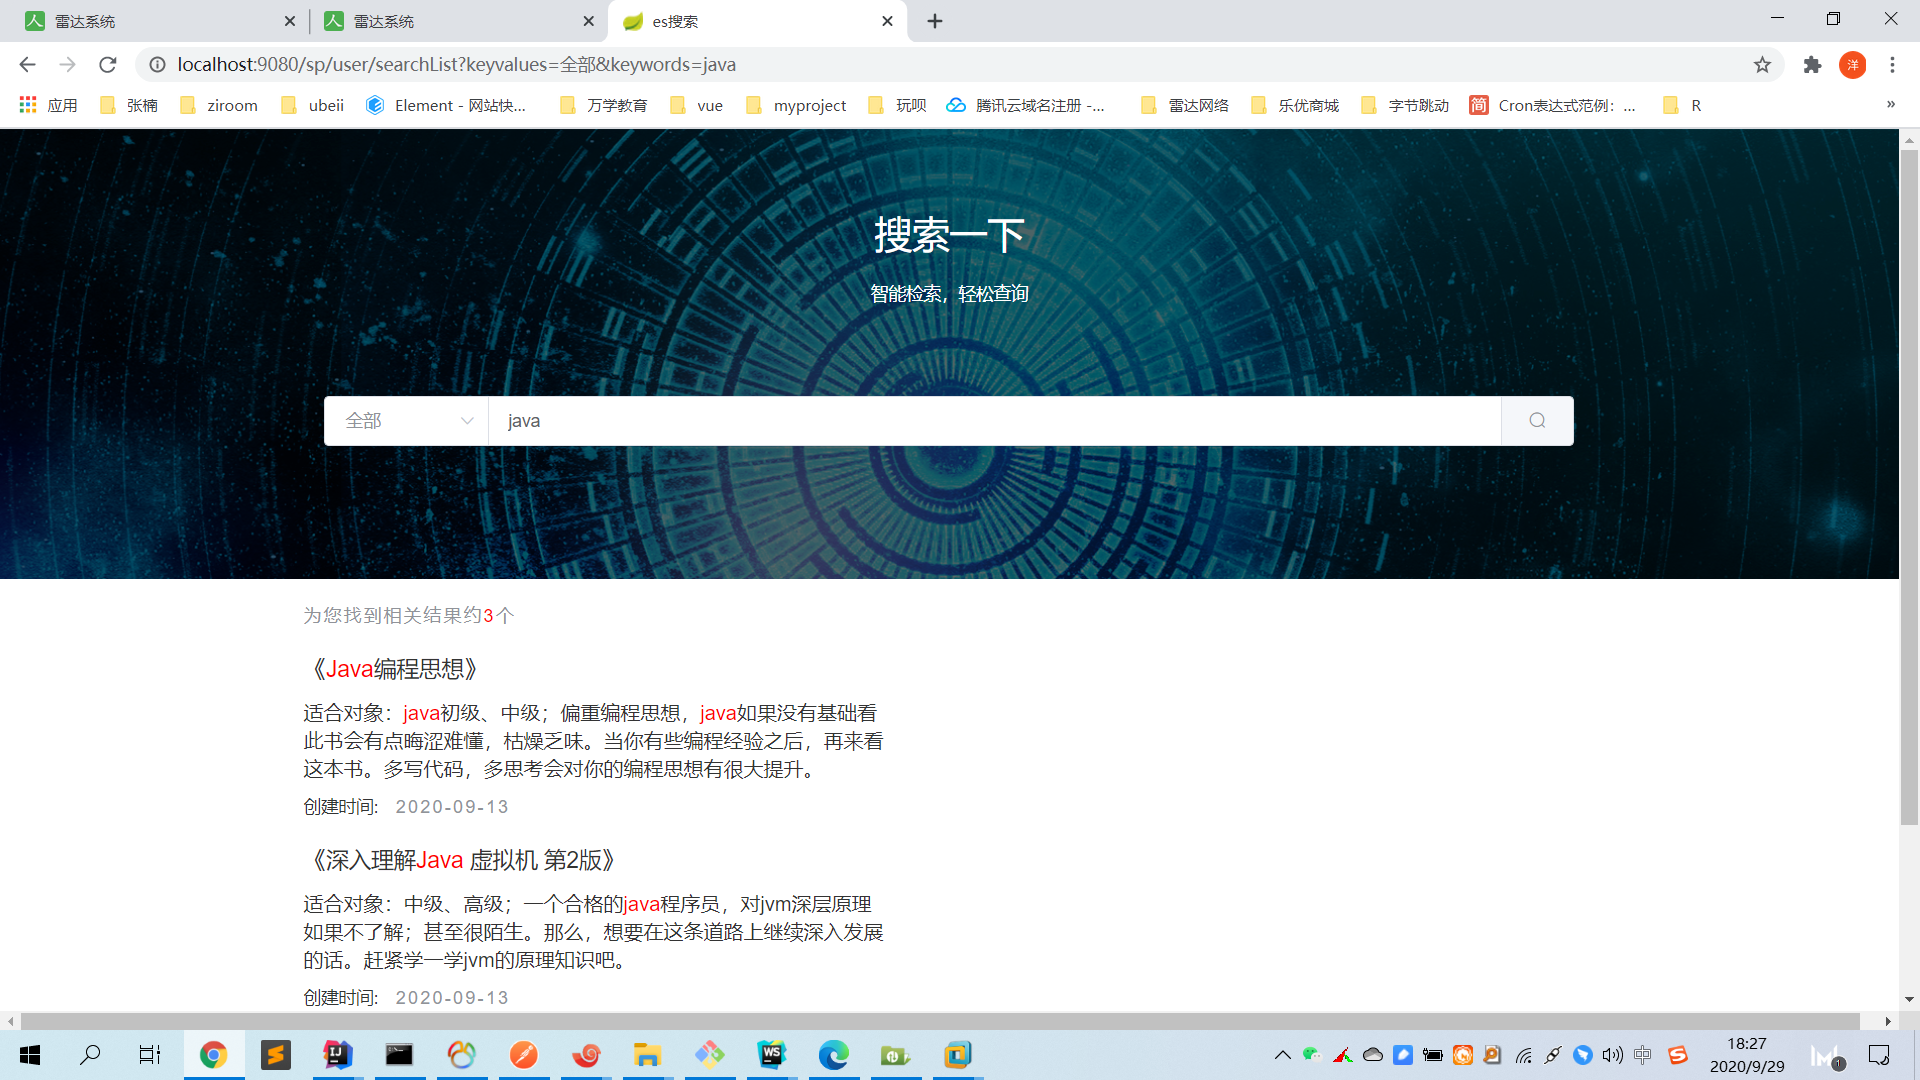 雷达系统
雷达系统
es搜索
localhost:9080/sp/user/searchList?keyvalues=全部&keywords=java
洋
应用
张楠
ziroom
ubeii
Element - 网站快...
万学教育
vue
myproject
玩呗
腾讯云域名注册 -...
雷达网络
乐优商城
字节跳动
简
Cron表达式范例：...
R
»
搜索一下
智能检索，轻松查询
全部
java
为您找到相关结果约3个
《Java编程思想》
适合对象：java初级、中级；偏重编程思想，java如果没有基础看
此书会有点晦涩难懂，枯燥乏味。当你有些编程经验之后，再来看
这本书。多写代码，多思考会对你的编程思想有很大提升。
创建时间: 2020-09-13
《深入理解Java 虚拟机 第2版》
适合对象：中级、高级；一个合格的java程序员，对jvm深层原理
如果不了解；甚至很陌生。那么，想要在这条道路上继续深入发展
的话。赶紧学一学jvm的原理知识吧。
创建时间: 2020-09-13
IJ
WS
中
18:27
2020/9/29
1